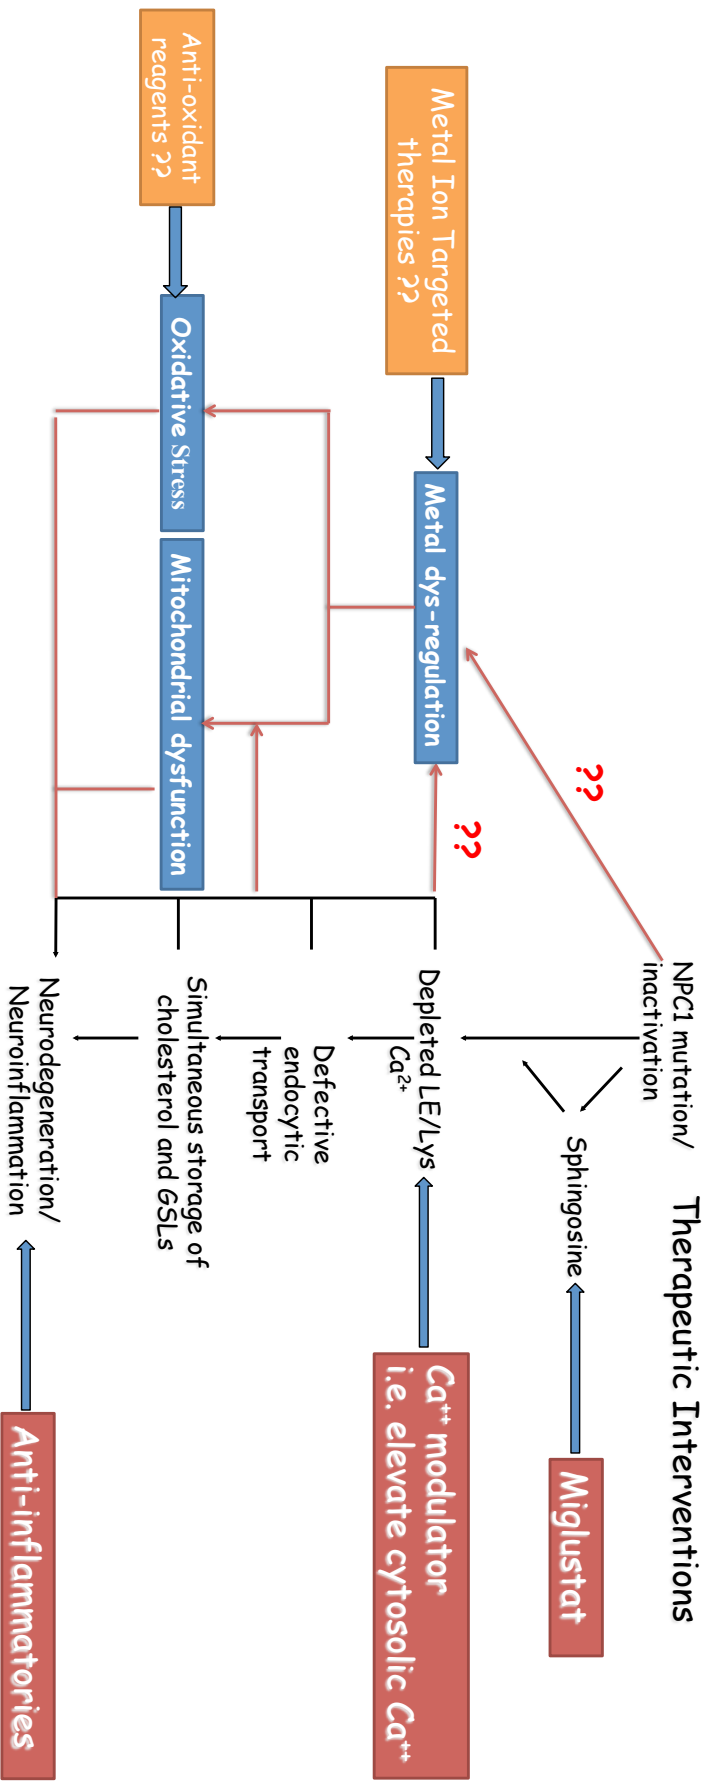 Therapeutic Interventions
NPC1 mutation/
inactivation
??
Sphingosine
Miglustat
Metal Ion Targeted
therapies ??
Metal dys-regulation
??
Depleted LE/Lys
Ca2+
Ca++ modulator
i.e. elevate cytosolic Ca++
Defective
endocytic
transport
Anti-oxidant
reagents ??
Oxidative Stress
Mitochondrial dysfunction
Simultaneous storage of
cholesterol and GSLs
Neurodegeneration/
Neuroinflammation
Anti-inflammatories